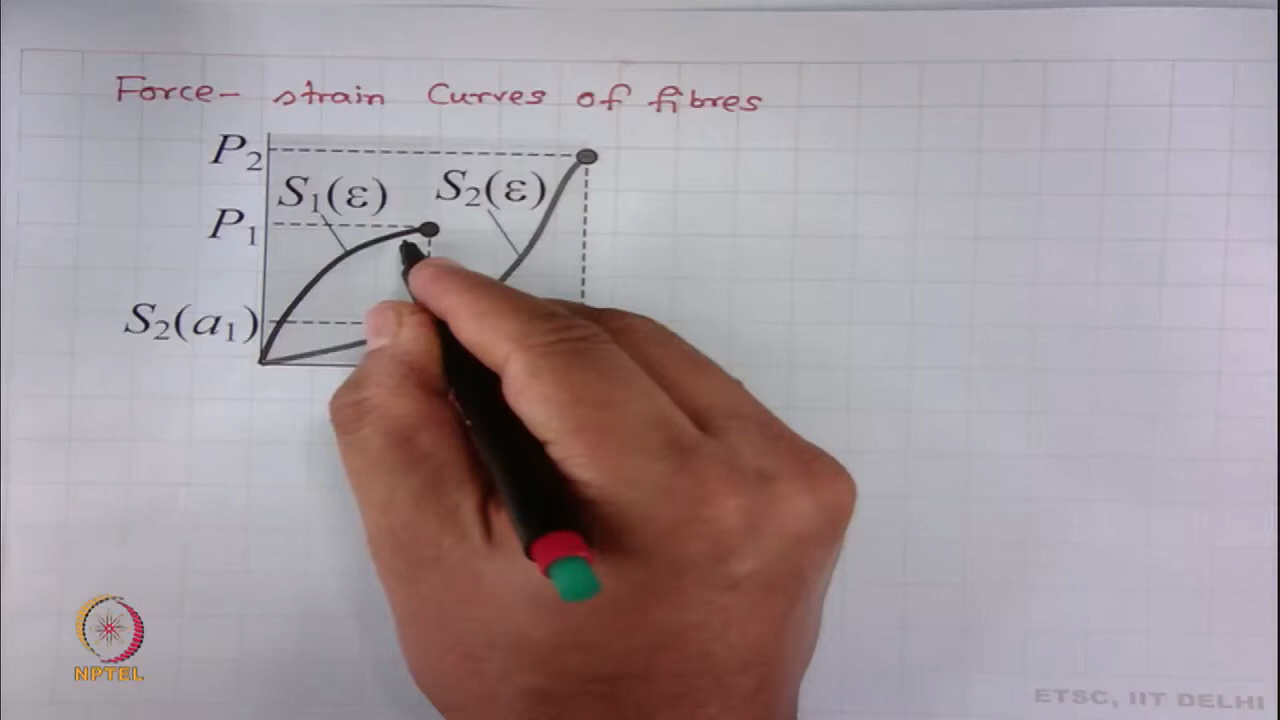 Force- strain Curves of fibres
P₂
S₁(ε) S₂(ε)
P₁
S₂(a₁)
NPTEL
ETSC, IIT DELHI